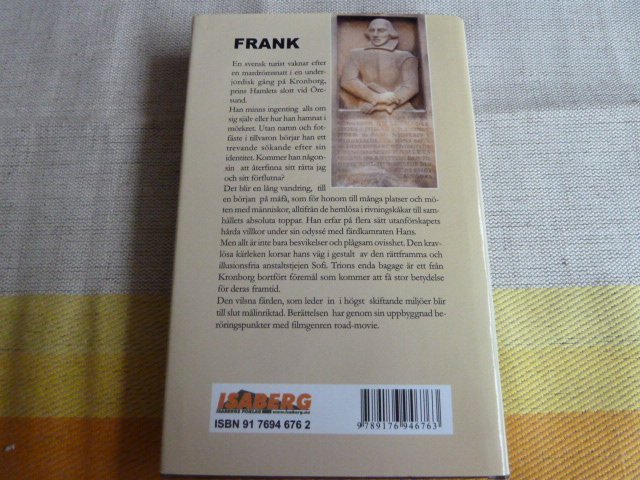 FRANK
En svensk turist vaknar efter
en mardrömsnatt i en under-
jordisk gång på Kronborg,
prins Hamlets slott vid Öre-
sund.
Han minns ingenting alls om
sig själv eller hur han hamnat i
mörkret. Utan namn och fot-
fäste i tillvaron börjar han ett
trevande sökande efter sin
identitet. Kommer han någon-
sin att återfinna sitt rätta jag
och sitt förflutna?
Det blir en lång vandring, till
en början på måfå, som för honom till många platser och mö-
ten med människor, alltifrån de hemlösa i rivningskåkar till sam-
hällets absoluta toppar. Han erfar på flera sätt utanförskapets
hårda villkor under sin odyssé med färdkamraten Hans.
Men allt är inte bara besvikelser och plågsam ovisshet. Den krav-
lösa kärleken korsar hans väg i gestalt av den rättframma och
illusionsfria anstaltstjejen Sofi. Trions enda bagage är ett från
Kronborg bortfört föremål som kommer att få stor betydelse
för deras framtid.
Den vilsna färden, som leder in i högst skiftande miljöer blir
till slut målinriktad. Berättelsen har genom sin uppbyggnad be-
röringspunkter med filmgenren road-movie.
ISABERG
ISABERGS FÖRLAG www.isaberg.nu
ISBN 91 7694 676 2
9 789176 946763